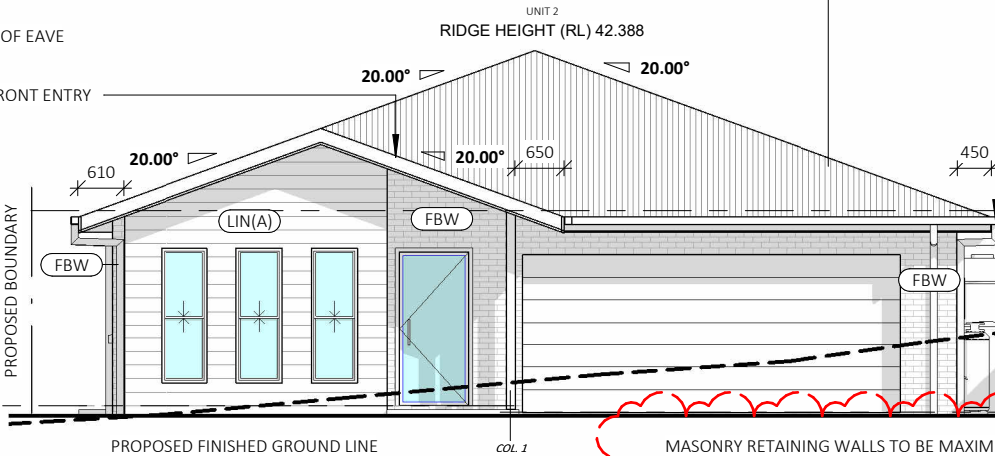 UNIT 2
RIDGE HEIGHT (RL) 42.388
OF EAVE
20.00°
20.00°
RONT ENTRY
20.00°
20.00°
650
450
610
LIN(A)
FBW
FBW
FBW
PROPOSED BOUNDARY
PROPOSED FINISHED GROUND LINE
COL 1
MASONRY RETAINING WALLS TO BE MAXIM